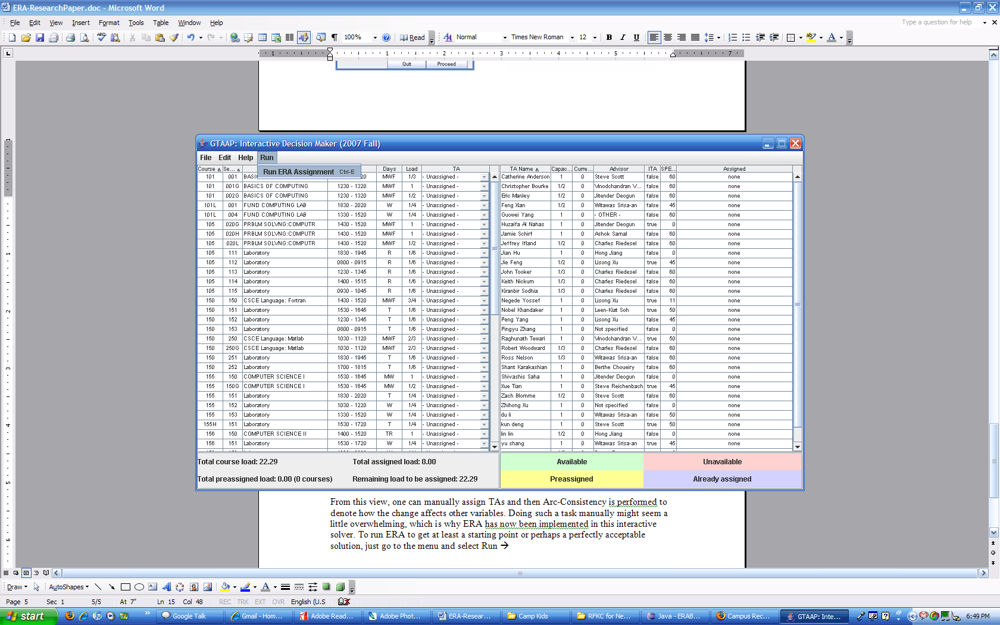 ERA-ResearchPaper.doc - Microsoft Word
File Edit View Insert Format Tools Table Window Help
Type a question for help
100% Read Normal Times New Roman 12 B I U
1 1 2 3 4 5 7
Quit Proceed
GTAAP: Interactive Decision Maker (2007 Fall)
File Edit Help Run
Run ERA Assignment Ctrl-E
Course Se... Days Load TA TA Name Capac... Curre... Advisor ITA SPE... Assigned
101 001 BASI 20 MWF 1/3 - Unassigned - Catherine Anderson 1 0 Steve Scott false 60 none
101 001G BASICS OF COMPUTING 1230 - 1320 MWF 1 - Unassigned - Christopher Bourke 1/2 0 Vinodchandran V... false 60 none
101 002G BASICS OF COMPUTING 1230 - 1320 MWF 1/2 - Unassigned - Eric Manley 1/2 0 Jitender Deogun false 60 none
101L 001 FUND COMPUTING LAB 1830 - 2020 W 1/4 - Unassigned - Feng Xian 1/2 0 Witawas Srisa-an false 45 none
101L 004 FUND COMPUTING LAB 1330 - 1520 W 1/4 - Unassigned - Guowei Yang 1 0 - OTHER - false 60 none
105 020G PRBLM SOLVNG:COMPUTR 1430 - 1520 MWF 1 - Unassigned - Huzaifa Al Nahas 1 0 Jitender Deogun true 0 none
105 020H PRBLM SOLVNG:COMPUTR 1430 - 1520 MWF 1 - Unassigned - Jamie Schirf 1 0 Ashok Samal false 60 none
105 020L PRBLM SOLVNG:COMPUTR 1430 - 1520 MWF 1/2 - Unassigned - Jeffrey Ifland 1/2 0 Charles Riedesel false 60 none
105 111 Laboratory 1830 - 1945 R 1/6 - Unassigned - Jian Hu 1 0 Hong Jiang false 0 none
105 112 Laboratory 0800 - 0915 R 1/6 - Unassigned - Jie Feng 1/2 0 Lisong Xu true 45 none
105 113 Laboratory 1230 - 1345 R 1/6 - Unassigned - John Tooker 1/3 0 Charles Riedesel false 60 none
105 114 Laboratory 1400 - 1515 R 1/6 - Unassigned - Keith Nickum 1/3 0 Charles Riedesel false 60 none
105 115 Laboratory 0930 - 1045 R 1/6 - Unassigned - Kiranbir Sodhia 1/3 0 Charles Riedesel false 60 none
150 150 CSCE Language: Fortran 1430 - 1520 MWF 3/4 - Unassigned - Negede Yossef 1 0 Lisong Xu true 11 none
150 151 Laboratory 1530 - 1645 T 1/6 - Unassigned - Nobel Khandaker 1 0 Leen-Kiat Soh true 50 none
150 152 Laboratory 1230 - 1345 T 1/6 - Unassigned - Peng Yang 1 0 Lisong Xu false 45 none
150 153 Laboratory 0800 - 0915 T 1/6 - Unassigned - Pingyu Zhang 1 0 Not specified false 0 none
150 250 CSCE Language: Matlab 1030 - 1120 MWF 2/3 - Unassigned - Raghunath Tewari 1 0 Vinodchandran V... true 50 none
150 250G CSCE Language: Matlab 1030 - 1120 MWF 2/3 - Unassigned - Robert Woodward 1/3 0 Charles Riedesel false 60 none
150 251 Laboratory 1830 - 1945 T 1/6 - Unassigned - Ross Nelson 1/3 0 Witawas Srisa-an false 60 none
150 252 Laboratory 1700 - 1815 T 1/6 - Unassigned - Shant Karakashian 1 0 Berthe Choueiry false 60 none
155 150 COMPUTER SCIENCE I 1530 - 1645 MW 1 - Unassigned - Shivashis Saha 1 0 Jitender Deogun false 0 none
155 150G COMPUTER SCIENCE I 1530 - 1645 MW 1/2 - Unassigned - Xue Tian 1 0 Steve Reichenbach true 45 none
155 151 Laboratory 1830 - 2020 T 1/4 - Unassigned - Zach Blomme 1/2 0 Steve Scott false 60 none
155 152 Laboratory 1030 - 1220 W 1/4 - Unassigned - Zhihong Xu 1 0 Not specified false 0 none
155 153 Laboratory 1330 - 1520 W 1/4 - Unassigned - du li 1 0 Witawas Srisa-an false 50 none
155H 151 Laboratory 1530 - 1720 T 1/4 - Unassigned - kun deng 1 0 Steve Scott true 50 none
156 150 COMPUTER SCIENCE II 1400 - 1520 TR 1 - Unassigned - lin lin 1/2 0 Hong Jiang false 0 none
156 151 Laboratory 1530 - 1720 W 1/4 - Unassigned - yu shang 1 0 Witawas Srisa-an true 45 none
Total course load: 22.29 Total assigned load: 0.00 Available Unavailable
Total preassigned load: 0.00 (0 courses) Remaining load to be assigned: 22.29 Preassigned Already assigned
From this view, one can manually assign TAs and then Arc-Consistency is performed to
denote how the change affects other variables. Doing such a task manually might seem a
little overwhelming, which is why ERA has now been implemented in this interactive
solver. To run ERA to get at least a starting point or perhaps a perfectly acceptable
solution, just go to the menu and select Run →
Draw AutoShapes
Page 5 Sec 1 5/5 At 7" Ln 15 Col 48 REC TRK EXT OVR English (U.S
start Google Talk Gmail - Hom... Adobe Read... Adobe Phot... ERA-Resear... Camp Kids RFKC for Ne... Java - ERAB... Campus Rec... GTAAP: Inte... 6:49 PM